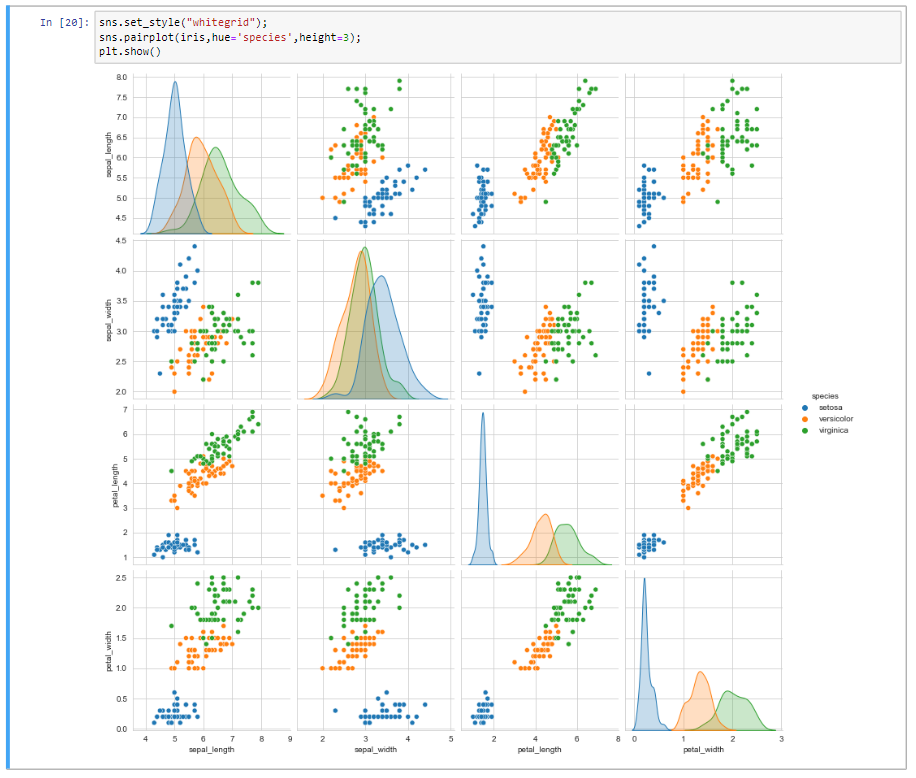 In [20]:
sns.set_style("whitegrid");
sns.pairplot(iris,hue='species',height=3);
plt.show()
8.0
7.5
7.0
6.5
6.0
5.5
5.0
4.5
sepal_length
4.5
4.0
3.5
3.0
2.5
2.0
sepal_width
7
6
5
4
3
2
1
petal_length
2.5
2.0
1.5
1.0
0.5
0.0
petal_width
4 5 6 7 8 9
sepal_length
2 3 4 5
sepal_width
2 4 6 8
petal_length
0 1 2 3
petal_width
species
setosa
versicolor
virginica